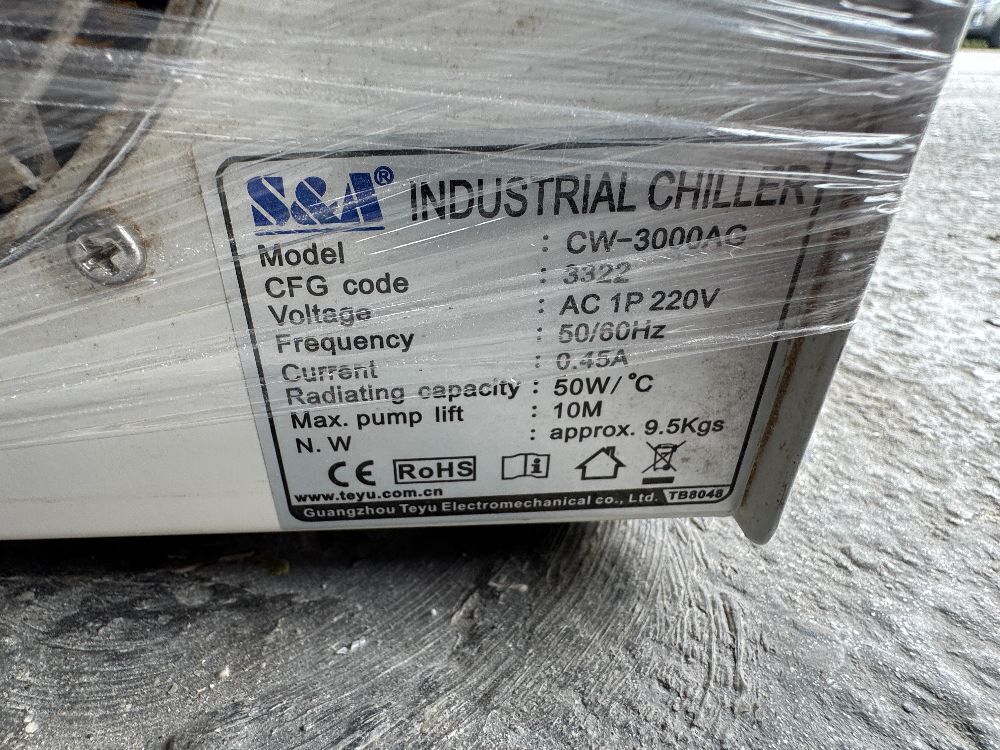 S&A® INDUSTRIAL CHILLER
Model : CW-3000AG
CFG code : 3322
Voltage : AC 1P 220V
Frequency : 50/60Hz
Current : 0.45A
Radiating capacity : 50W/°C
Max. pump lift : 10M
N. W : approx. 9.5Kgs
CE RoHS i
www.teyu.com.cn
Guangzhou Teyu Electromechanical co., Ltd. TB8048